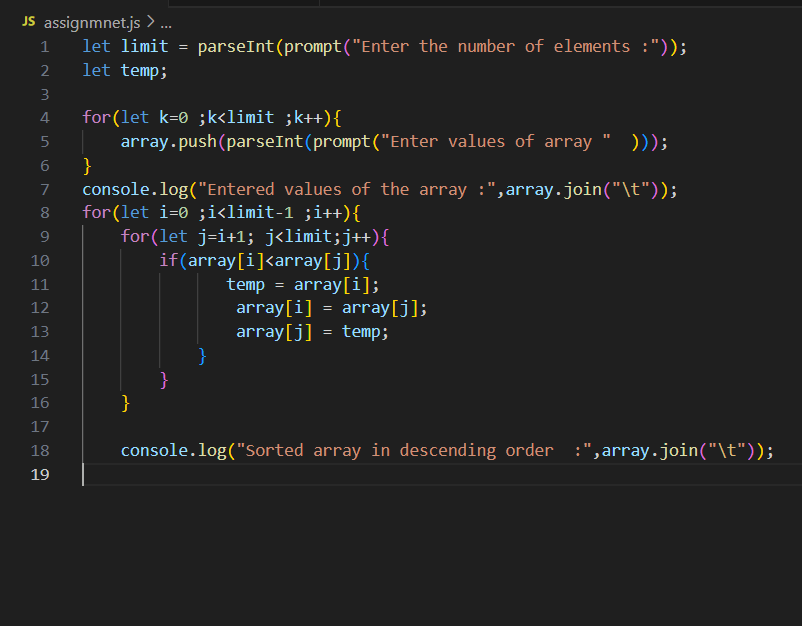 JS assignmnet.js > ...
1 let limit = parseInt(prompt("Enter the number of elements :"));
2 let temp;
3
4 for(let k=0 ;k<limit ;k++){
5     array.push(parseInt(prompt("Enter values of array "  )));
6 }
7 console.log("Entered values of the array :",array.join("\t"));
8 for(let i=0 ;i<limit-1 ;i++){
9     for(let j=i+1; j<limit;j++){
10         if(array[i]<array[j]){
11                temp = array[i];
12                 array[i] = array[j];
13                 array[j] = temp;
14             }
15         }
16     }
17
18     console.log("Sorted array in descending order  :",array.join("\t"));
19